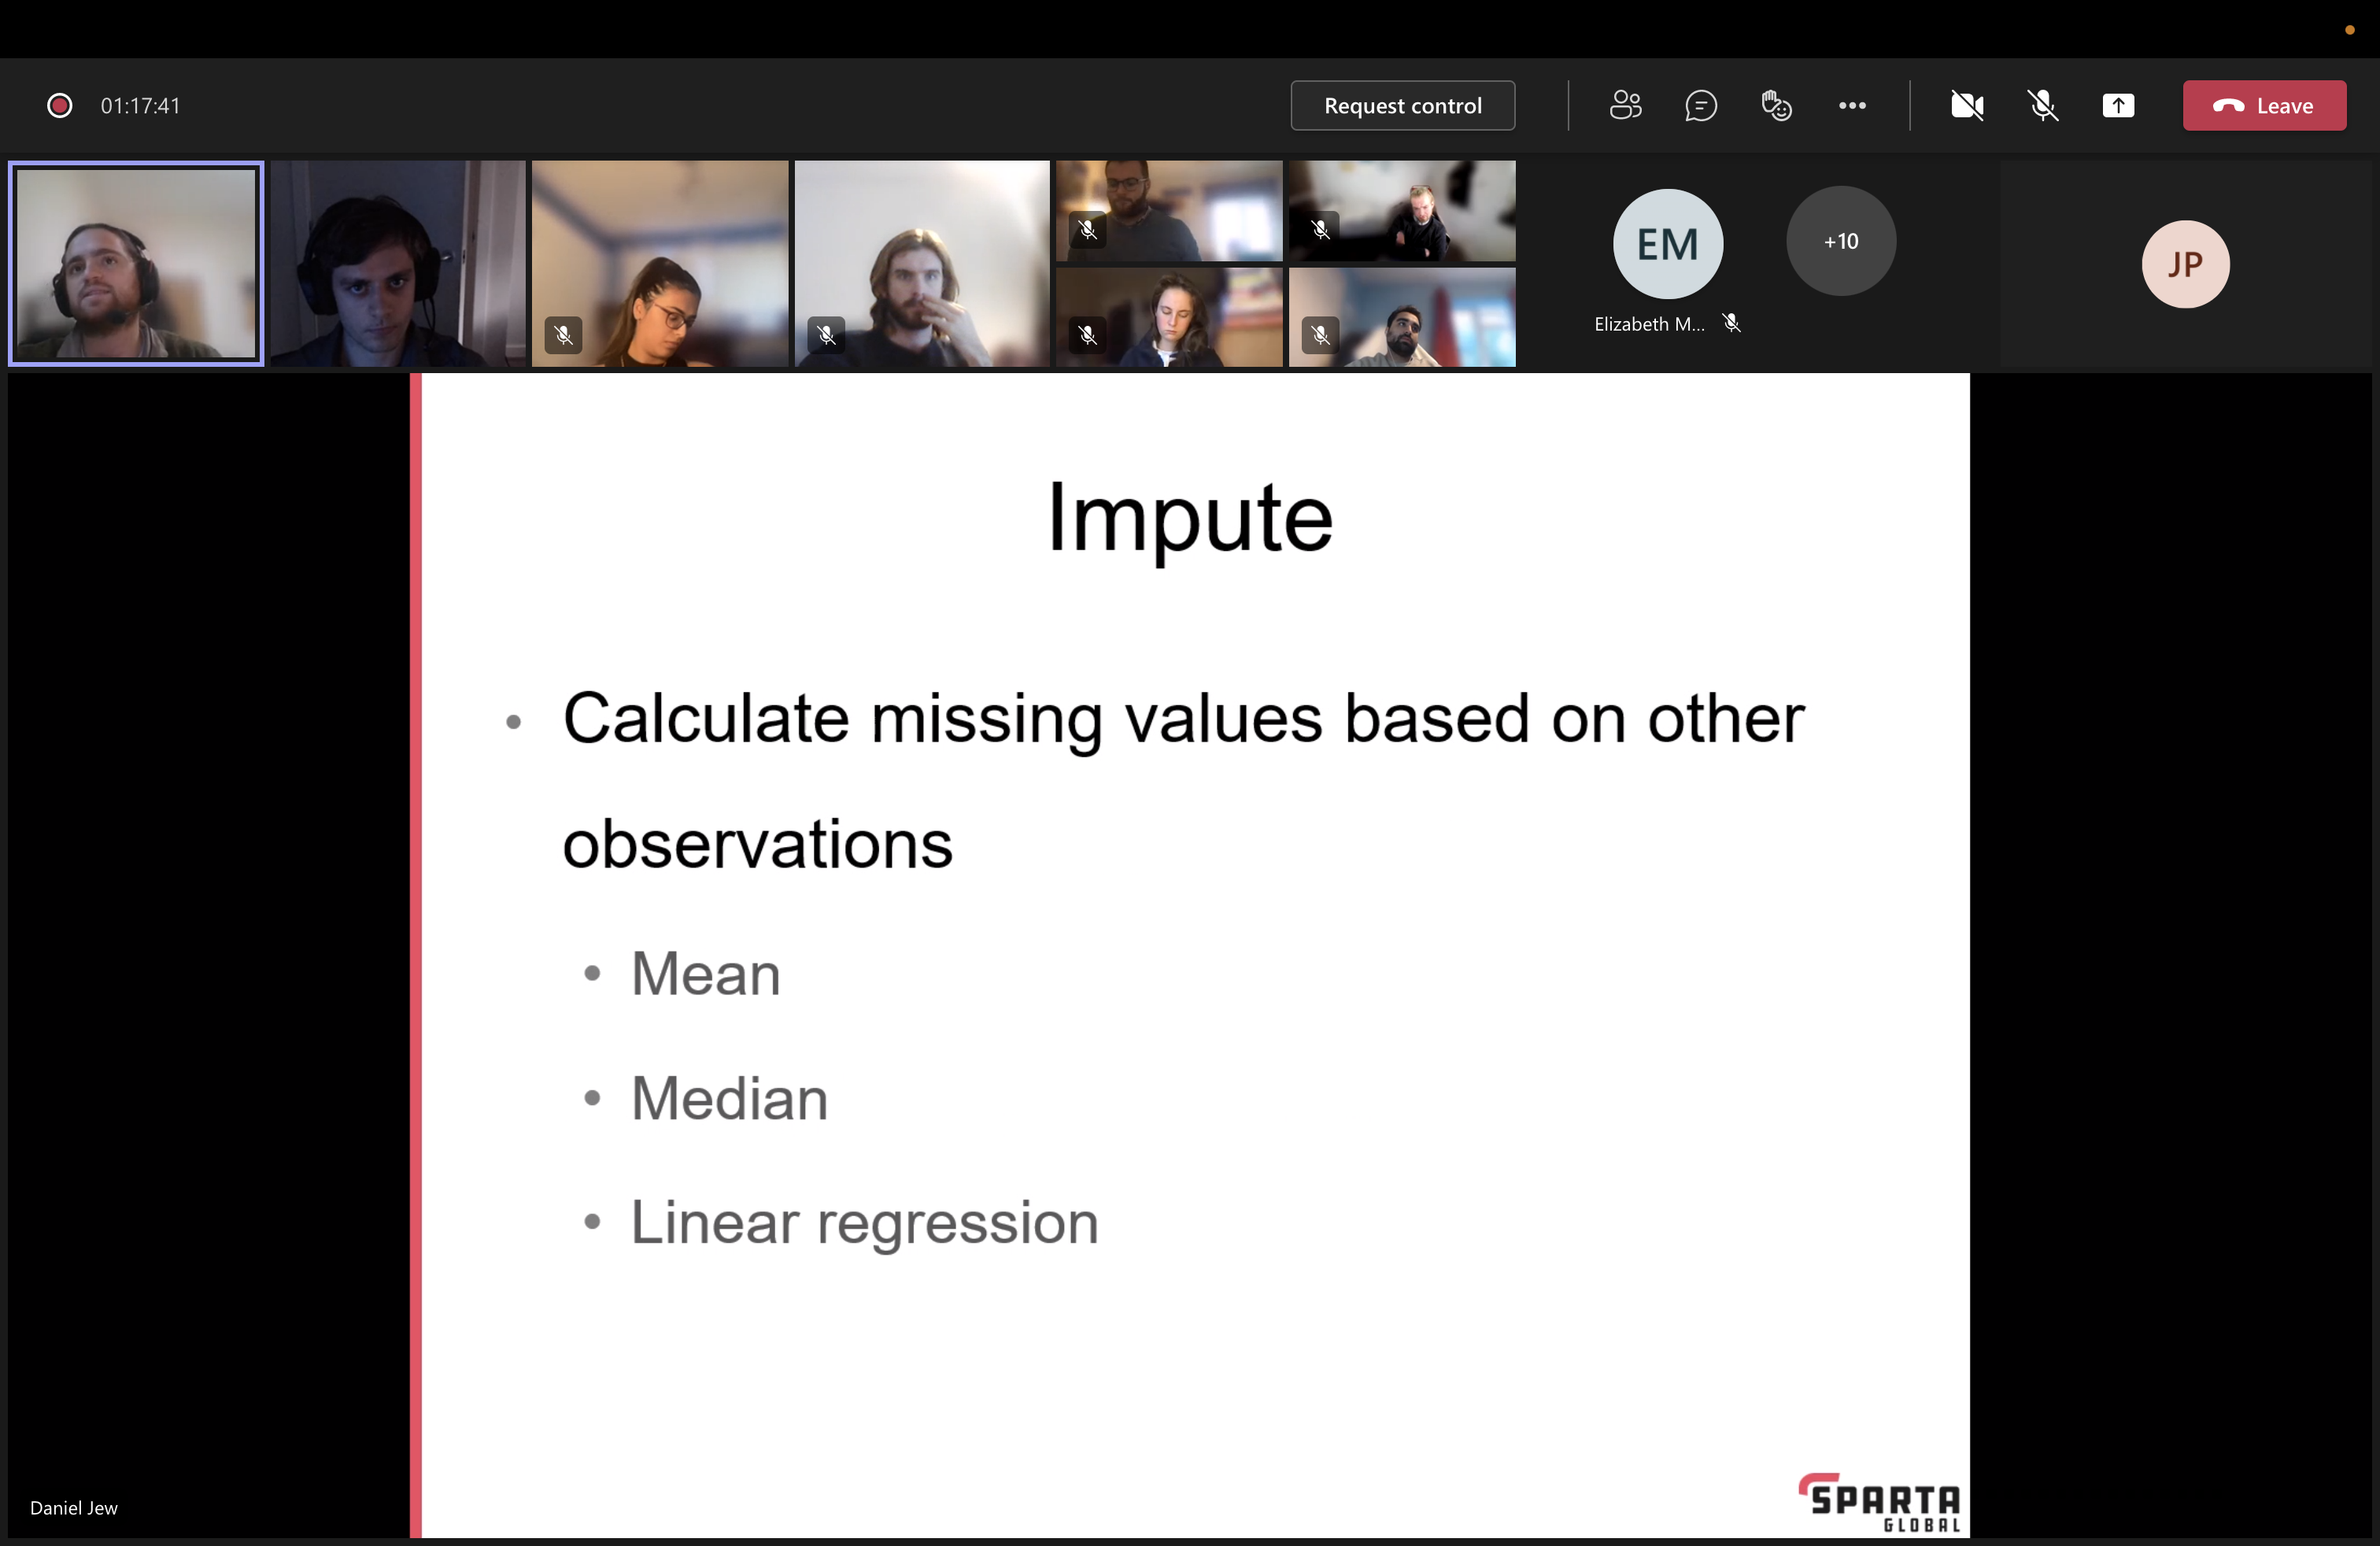 01:17:41
Request control
Leave
EM
+10
JP
Elizabeth M...
Impute
• Calculate missing values based on other
observations
• Mean
• Median
• Linear regression
Daniel Jew
SPARTA
GLOBAL